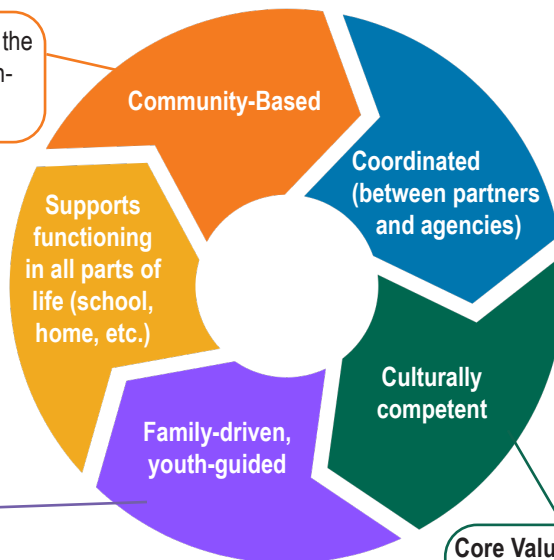 the
n-
Community-Based
Coordinated
(between partners
and agencies)
Supports
functioning
in all parts of
life (school,
home, etc.)
Culturally
competent
Family-driven,
youth-guided
Core Valu